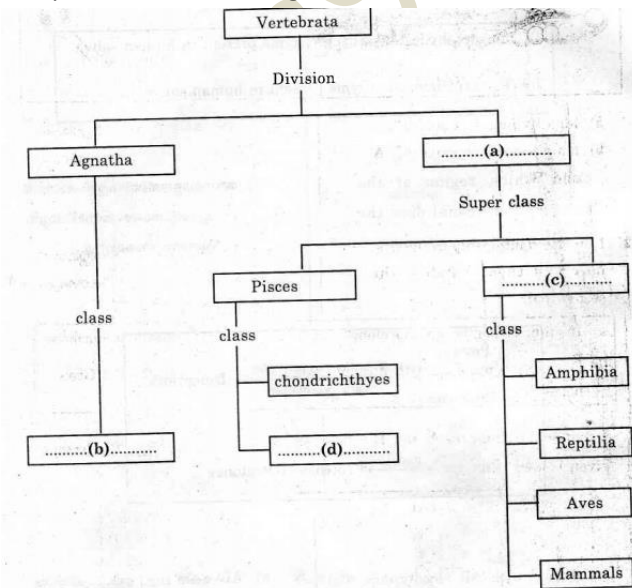 Vertebrata
Division
Agnatha
............(a)............
Super class
Pisces
............(c)............
class
class
class
chondrichthyes
Amphibia
............(b)............
............(d)............
Reptilia
Aves
Mammals